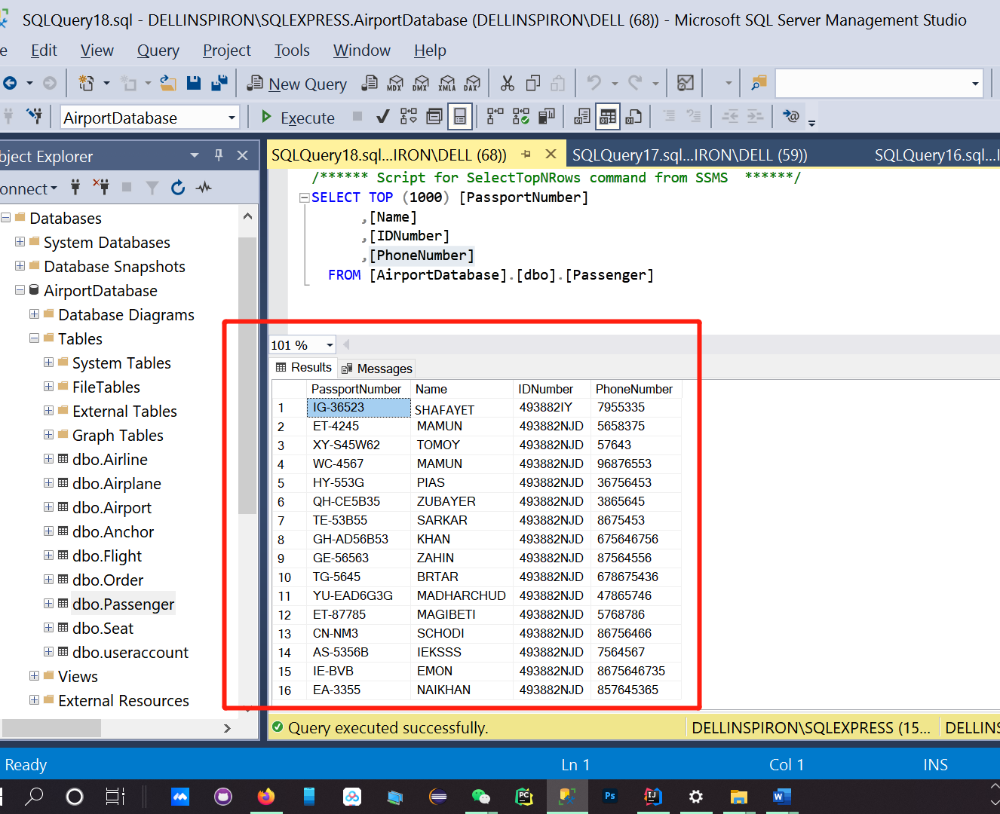 SQLQuery18.sql - DELLINSPIRON\SQLEXPRESS.AirportDatabase (DELLINSPIRON\DELL (68)) - Microsoft SQL Server Management Studio
e Edit View Query Project Tools Window Help
New Query MDX DMX XMLA DAX
AirportDatabase Execute
bject Explorer
SQLQuery18.sql...IRON\DELL (68)) SQLQuery17.sql...IRON\DELL (59)) SQLQuery16.sql...I
onnect
Databases
System Databases
Database Snapshots
AirportDatabase
Database Diagrams
Tables
System Tables
FileTables
External Tables
Graph Tables
dbo.Airline
dbo.Airplane
dbo.Airport
dbo.Anchor
dbo.Flight
dbo.Order
dbo.Passenger
dbo.Seat
dbo.useraccount
Views
External Resources
/****** Script for SelectTopNRows command from SSMS ******/
SELECT TOP (1000) [PassportNumber]
,[Name]
,[IDNumber]
,[PhoneNumber]
FROM [AirportDatabase].[dbo].[Passenger]
101 %
Results Messages
PassportNumber Name IDNumber PhoneNumber
1 IG-36523 SHAFAYET 493882IY 7955335
2 ET-4245 MAMUN 493882NJD 5658375
3 XY-S45W62 TOMOY 493882NJD 57643
4 WC-4567 MAMUN 493882NJD 96876553
5 HY-553G PIAS 493882NJD 36756453
6 QH-CE5B35 ZUBAYER 493882NJD 3865645
7 TE-53B55 SARKAR 493882NJD 8675453
8 GH-AD56B53 KHAN 493882NJD 675646756
9 GE-56563 ZAHIN 493882NJD 87564556
10 TG-5645 BRTAR 493882NJD 678675436
11 YU-EAD6G3G MADHARCHUD 493882NJD 47865746
12 ET-87785 MAGIBETI 493882NJD 5768786
13 CN-NM3 SCHODI 493882NJD 86756466
14 AS-5356B IEKSSS 493882NJD 7564567
15 IE-BVB EMON 493882NJD 8675646735
16 EA-3355 NAIKHAN 493882NJD 857645365
Query executed successfully. DELLINSPIRON\SQLEXPRESS (15... DELLINS
Ready Ln 1 Col 1 INS
PC Ps IJ W